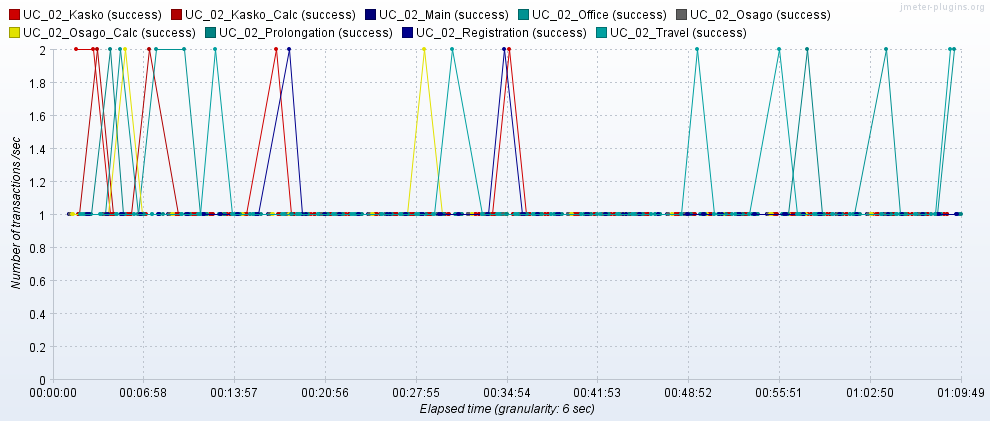 jmeter-plugins.org
UC_02_Kasko (success) UC_02_Kasko_Calc (success) UC_02_Main (success) UC_02_Office (success) UC_02_Osago (success)
UC_02_Osago_Calc (success) UC_02_Prolongation (success) UC_02_Registration (success) UC_02_Travel (success)
Number of transactions /sec
2
1.8
1.6
1.4
1.2
1
0.8
0.6
0.4
0.2
0
00:00:00 00:06:58 00:13:57 00:20:56 00:27:55 00:34:54 00:41:53 00:48:52 00:55:51 01:02:50 01:09:49
Elapsed time (granularity: 6 sec)